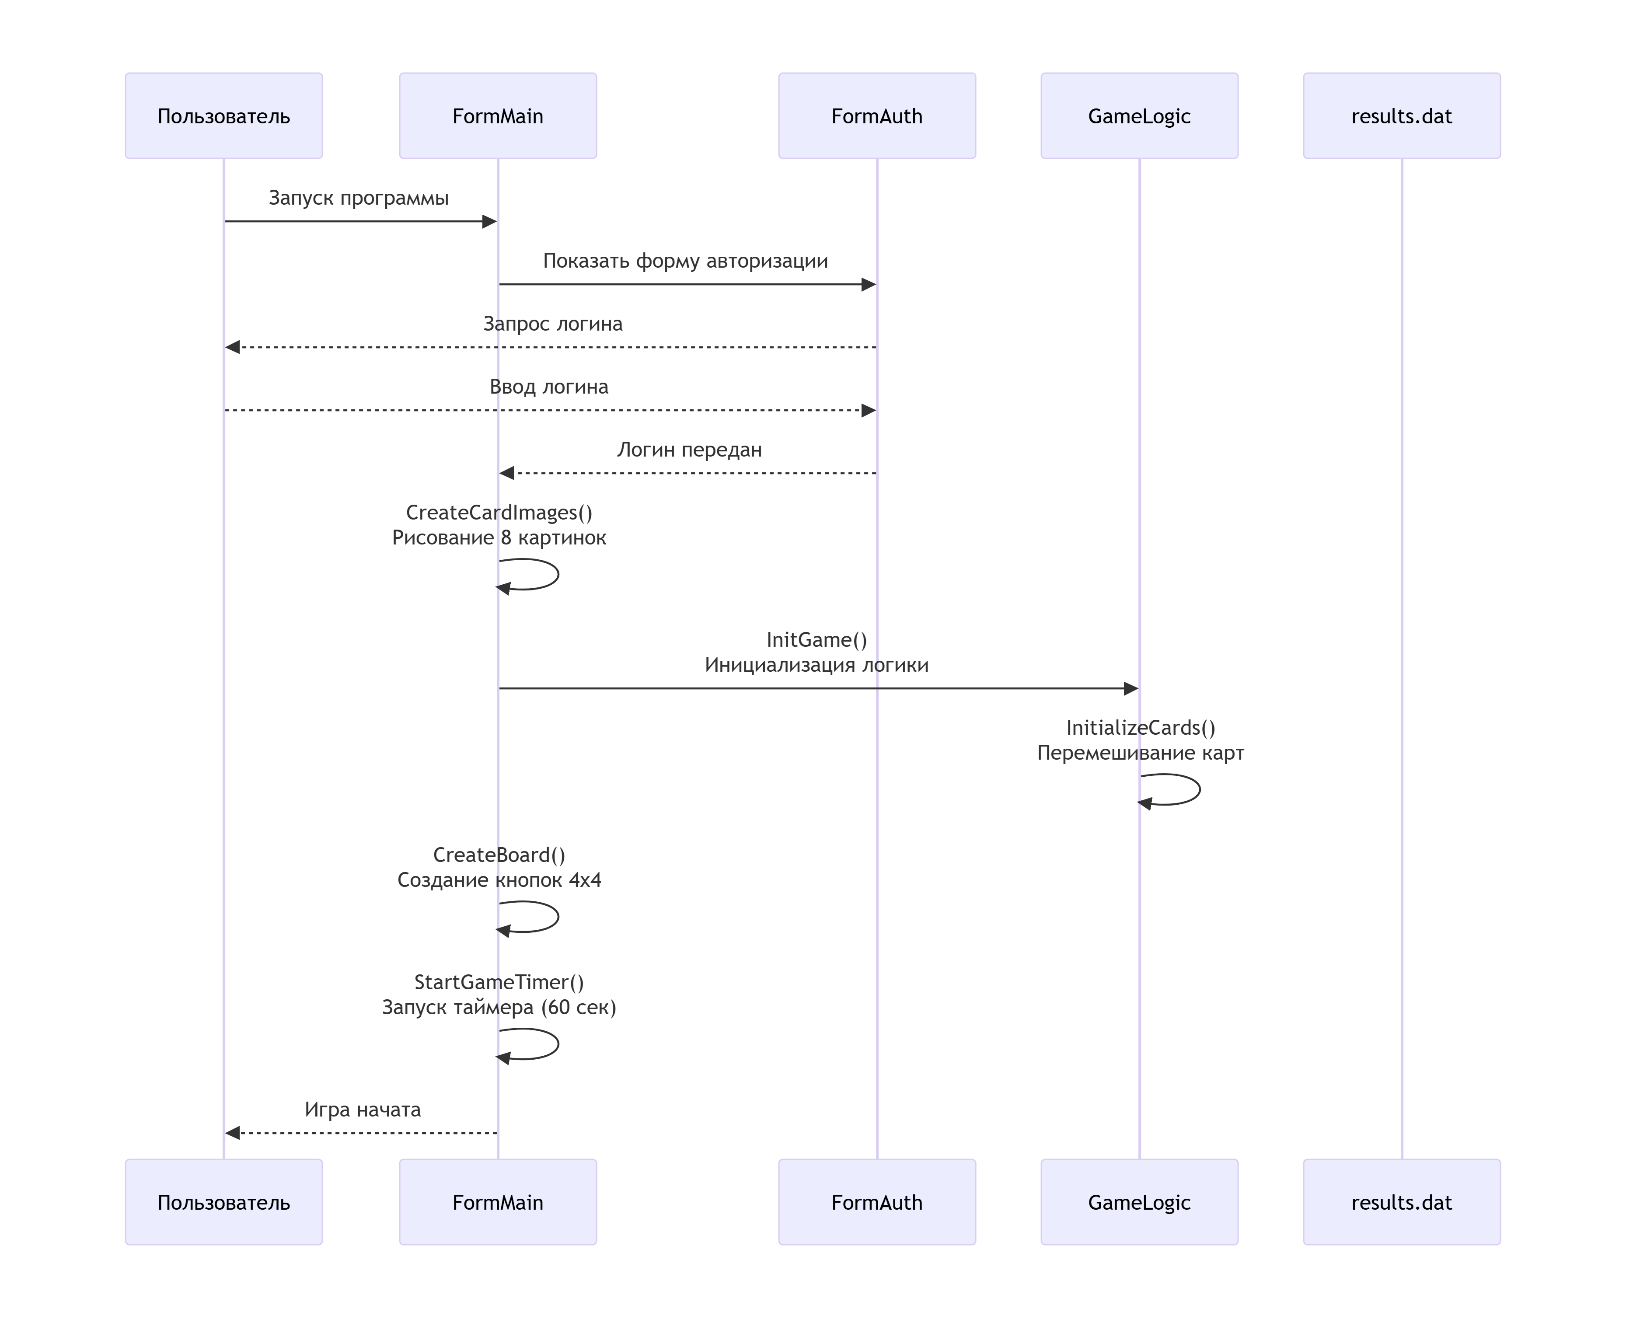 Пользователь
FormMain
FormAuth
GameLogic
results.dat
Запуск программы
Показать форму авторизации
Запрос логина
Ввод логина
Логин передан
CreateCardImages()
Рисование 8 картинок
InitGame()
Инициализация логики
InitializeCards()
Перемешивание карт
CreateBoard()
Создание кнопок 4x4
StartGameTimer()
Запуск таймера (60 сек)
Игра начата
Пользователь
FormMain
FormAuth
GameLogic
results.dat